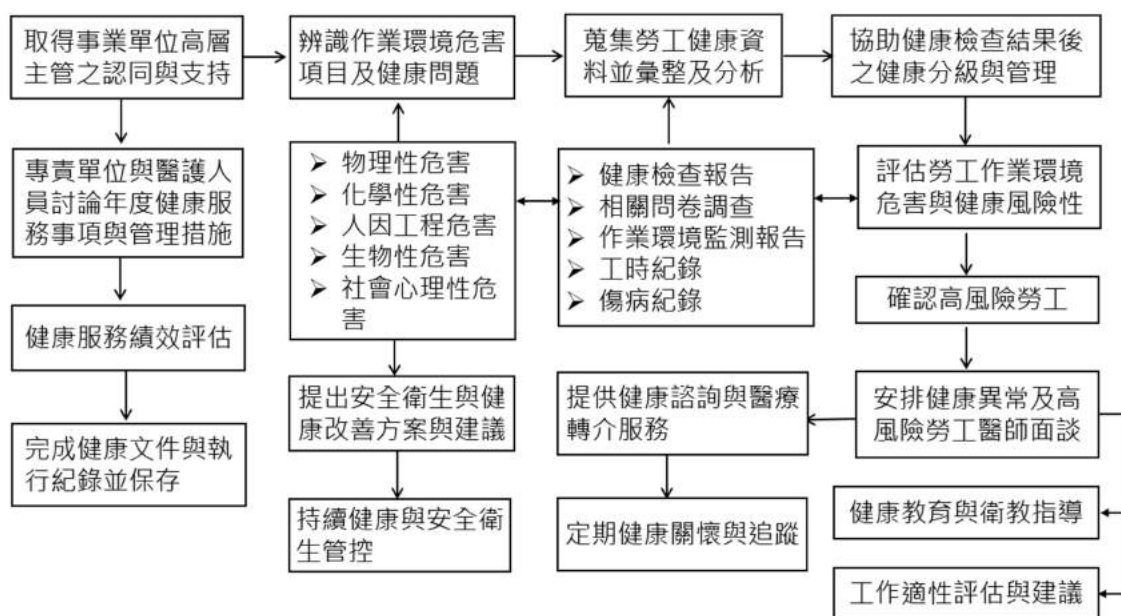 取得事業單位高層
主管之認同與支持
辨識作業環境危害
項目及健康問題
蒐集勞工健康資
料並彙整及分析
協助健康檢查結果後
之健康分級與管理
專責單位與醫護人
員討論年度健康服
務事項與管理措施
➢ 物理性危害
➢ 化學性危害
➢ 人因工程危害
➢ 生物性危害
➢ 社會心理性危
害
➢ 健康檢查報告
➢ 相關問卷調查
➢ 作業環境監測報告
➢ 工時紀錄
➢ 傷病紀錄
評估勞工作業環境
危害與健康風險性
健康服務績效評估
確認高風險勞工
提出安全衛生與健
康改善方案與建議
提供健康諮詢與醫療
轉介服務
安排健康異常及高
風險勞工醫師面談
完成健康文件與執
行紀錄並保存
持續健康與安全衛
生管控
定期健康關懷與追蹤
健康教育與衛教指導
工作適性評估與建議